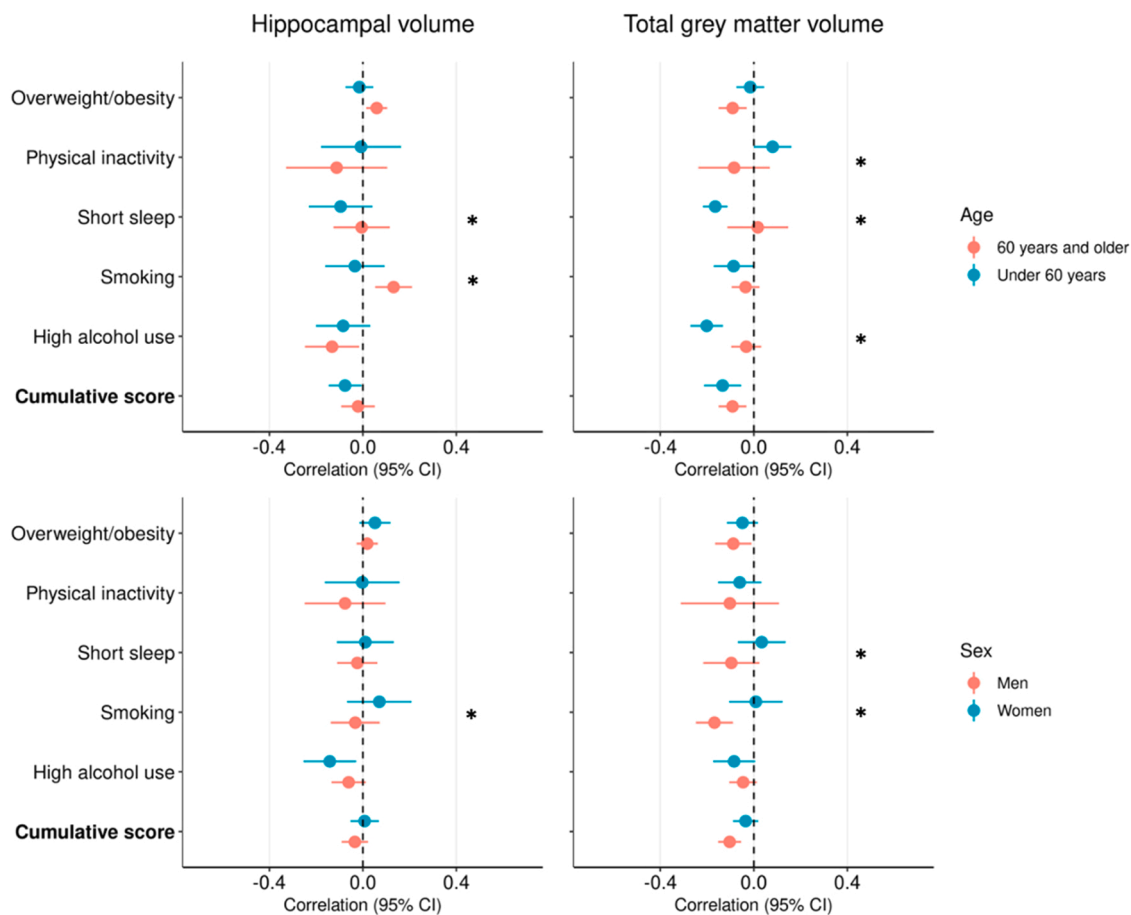 Hippocampal volume
Total grey matter volume
Overweight/obesity
Physical inactivity
*
Short sleep
*
*
Smoking
*
High alcohol use
*
Cumulative score
-0.4
0.0
0.4
-0.4
0.0
0.4
Correlation (95% CI)
Correlation (95% CI)
Age
60 years and older
Under 60 years
Overweight/obesity
Physical inactivity
Short sleep
*
Smoking
*
*
High alcohol use
Cumulative score
-0.4
0.0
0.4
-0.4
0.0
0.4
Correlation (95% CI)
Correlation (95% CI)
Sex
Men
Women